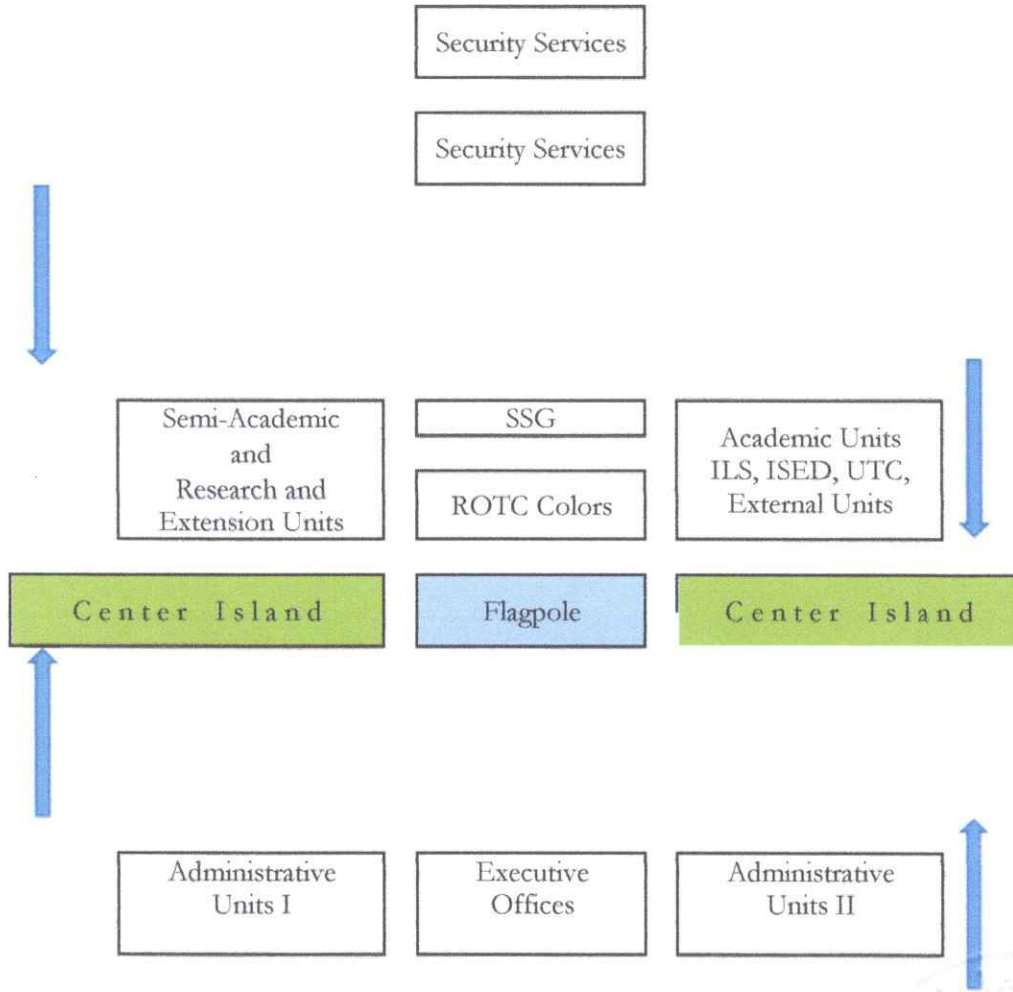 Security Services
Security Services
Semi-Academic
and
Research and
Extension Units
SSG
ROTC Colors
Academic Units
ILS, ISED, UTC,
External Units
Center Island
Flagpole
Center Island
Administrative
Units I
Executive
Offices
Administrative
Units II